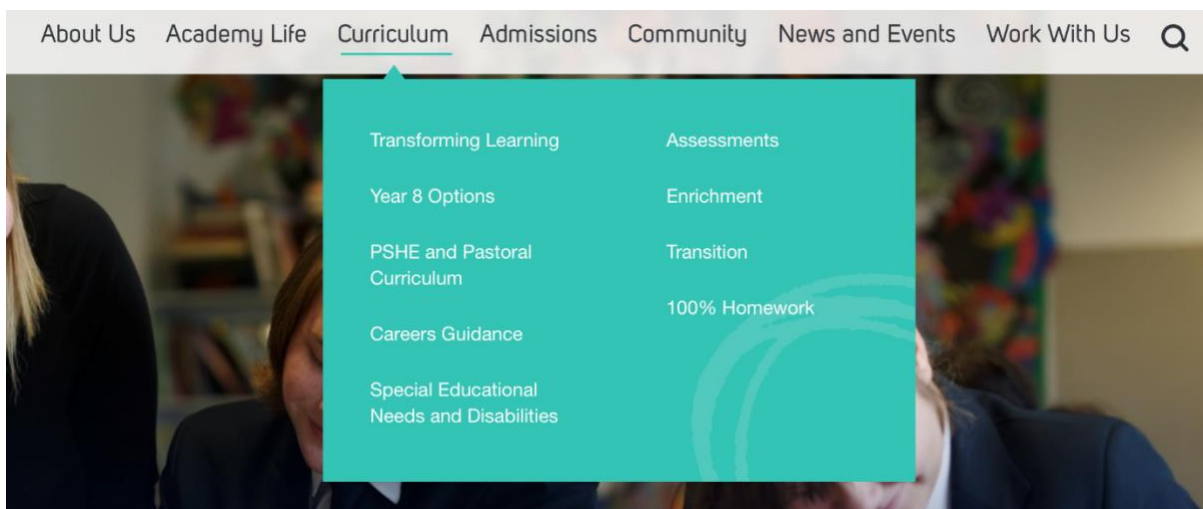 About Us Academy Life Curriculum Admissions Community News and Events Work With Us
Transforming Learning
Year 8 Options
PSHE and Pastoral
Curriculum
Careers Guidance
Special Educational
Needs and Disabilities
Assessments
Enrichment
Transition
100% Homework